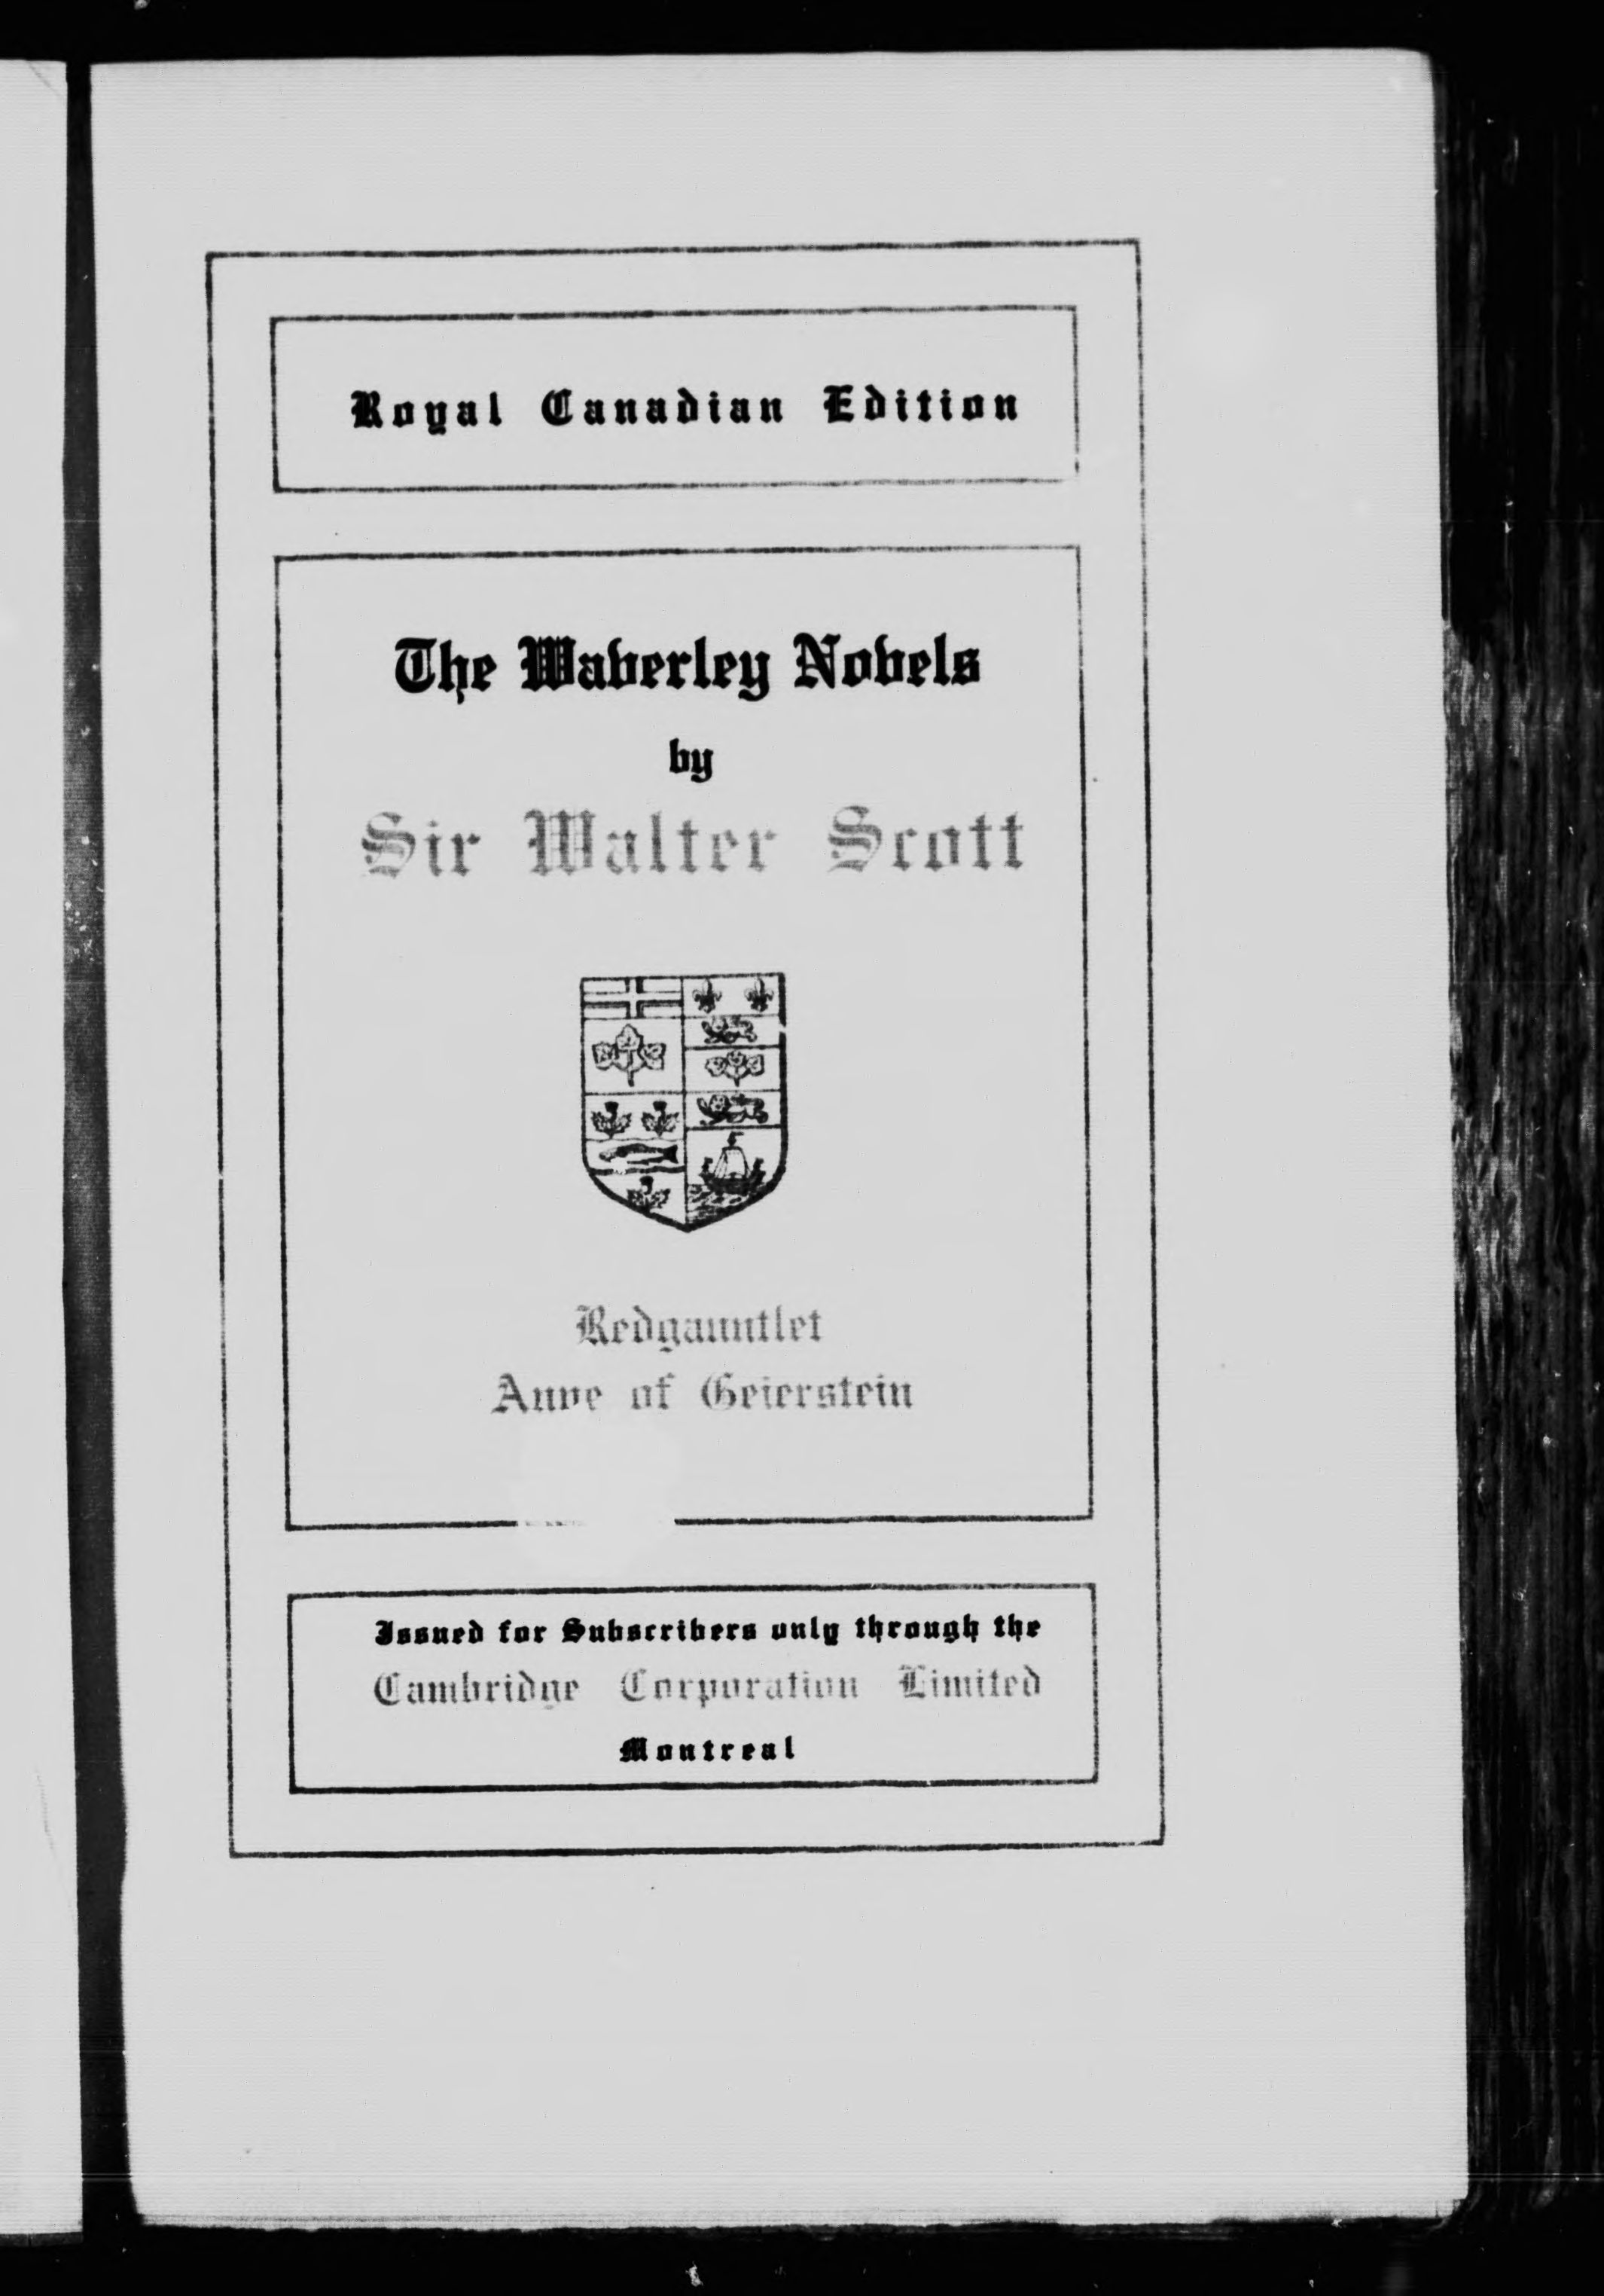 Royal Canadian Edition
The Waverley Novels
by
Sir Walter Scott
Redgauntlet
Anne of Geierstein
Issued for Subscribers only through the
Cambridge Corporation Limited
Montreal